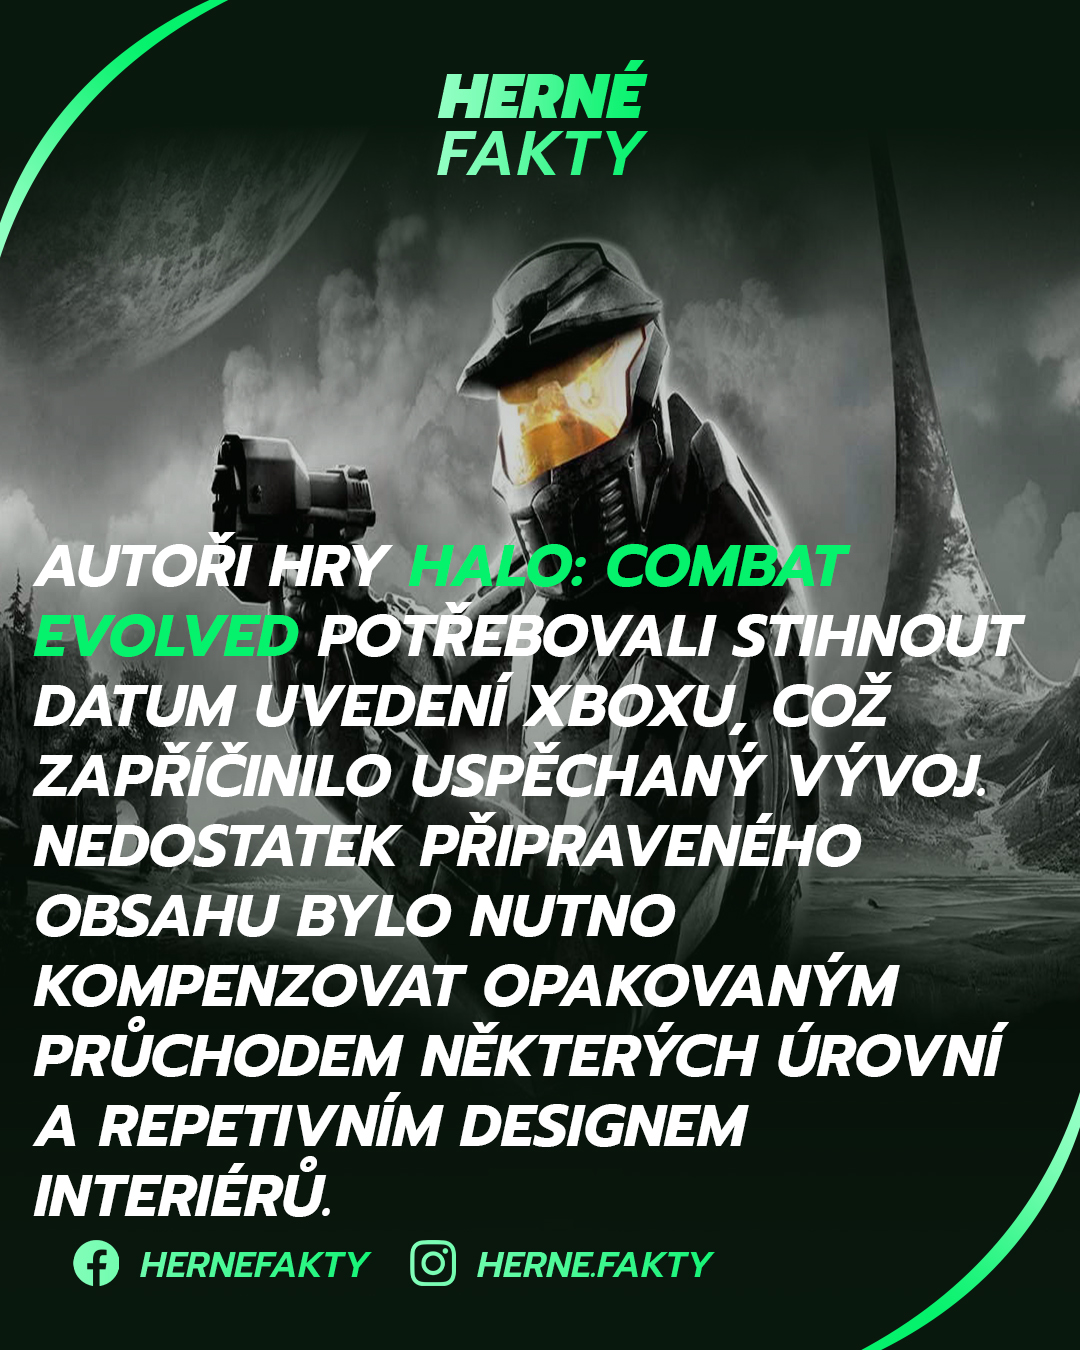 HERNÉ
FAKTY
AUTOŘI HRY HALO: COMBAT
EVOLVED POTŘEBOVALI STIHNOUT
DATUM UVEDENÍ XBOXU, COŽ
ZAPŘÍČINILO USPĚCHANÝ VÝVOJ.
NEDOSTATEK PŘIPRAVENÉHO
OBSAHU BYLO NUTNO
KOMPENZOVAT OPAKOVANÝM
PRŮCHODEM NĚKTERÝCH ÚROVNÍ
A REPETIVNÍM DESIGNEM
INTERIÉRŮ.
HERNEFAKTY HERNE.FAKTY